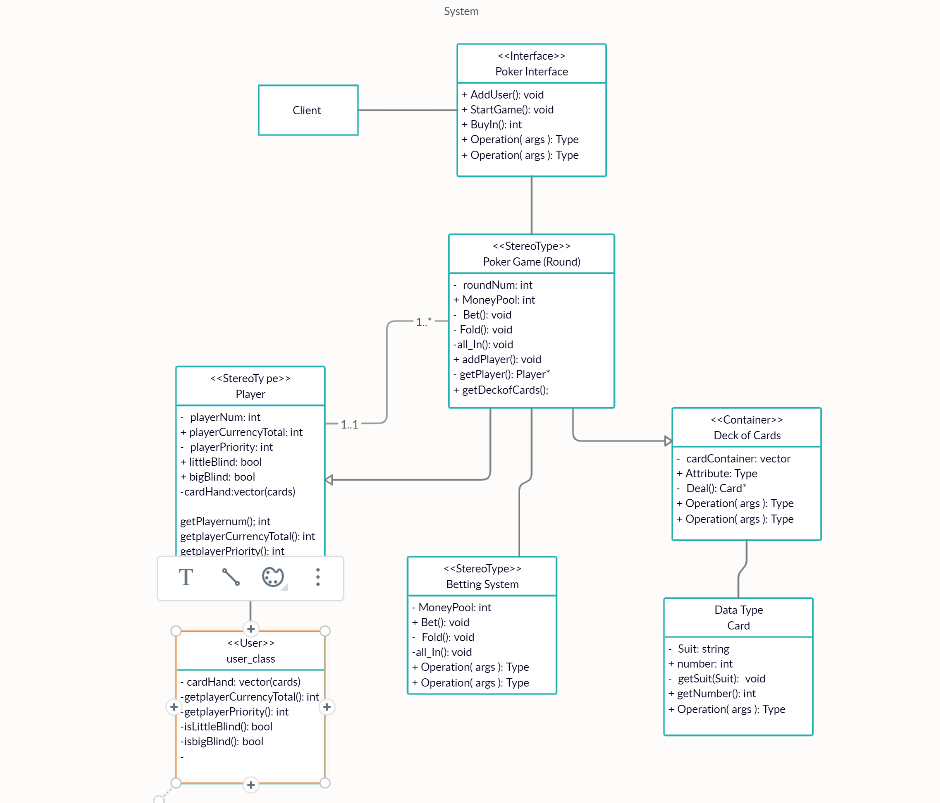 System
<<Interface>>
Poker Interface
+ AddUser(): void
+ StartGame(): void
+ BuyIn(): int
+ Operation( args ): Type
+ Operation( args ): Type
Client
<<StereoType>>
Poker Game (Round)
- roundNum: int
+ MoneyPool: int
- Bet(): void
- Fold(): void
-all_In(): void
+ addPlayer(): void
- getPlayer(): Player*
+ getDeckofCards();
1..*
1..1
<<StereoTy pe>>
Player
- playerNum: int
+ playerCurrencyTotal: int
- playerPriority: int
+ littleBlind: bool
+ bigBlind: bool
-cardHand:vector(cards)
getPlayernum(); int
getplayerCurrencyTotal(): int
getplayerPriority(): int
T
<<User>>
user_class
- cardHand: vector(cards)
-getplayerCurrencyTotal(): int
-getplayerPriority(): int
-isLittleBlind(): bool
-isbigBlind(): bool
-
<<StereoType>>
Betting System
- MoneyPool: int
+ Bet(): void
- Fold(): void
-all_In(): void
+ Operation( args ): Type
+ Operation( args ): Type
<<Container>>
Deck of Cards
- cardContainer: vector
+ Attribute: Type
- Deal(): Card*
+ Operation( args ): Type
+ Operation( args ): Type
Data Type
Card
- Suit: string
+ number: int
- getSuit(Suit): void
+ getNumber(): int
+ Operation( args ): Type